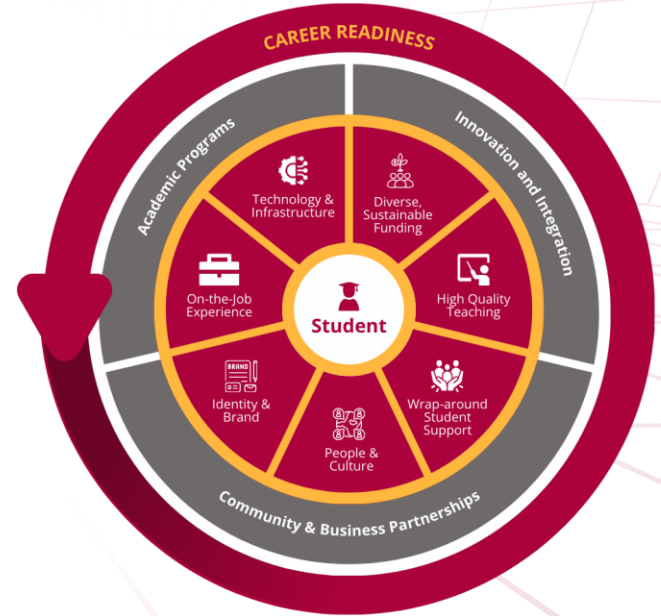 CAREER READINESS
Academic Programs
Innovation and Integration
Technology &
Infrastructure
Diverse,
Sustainable
Funding
On-the-Job
Experience
High Quality
Teaching
Student
BRAND
Identity &
Brand
Wrap-around
Student
Support
People &
Culture
Community & Business Partnerships